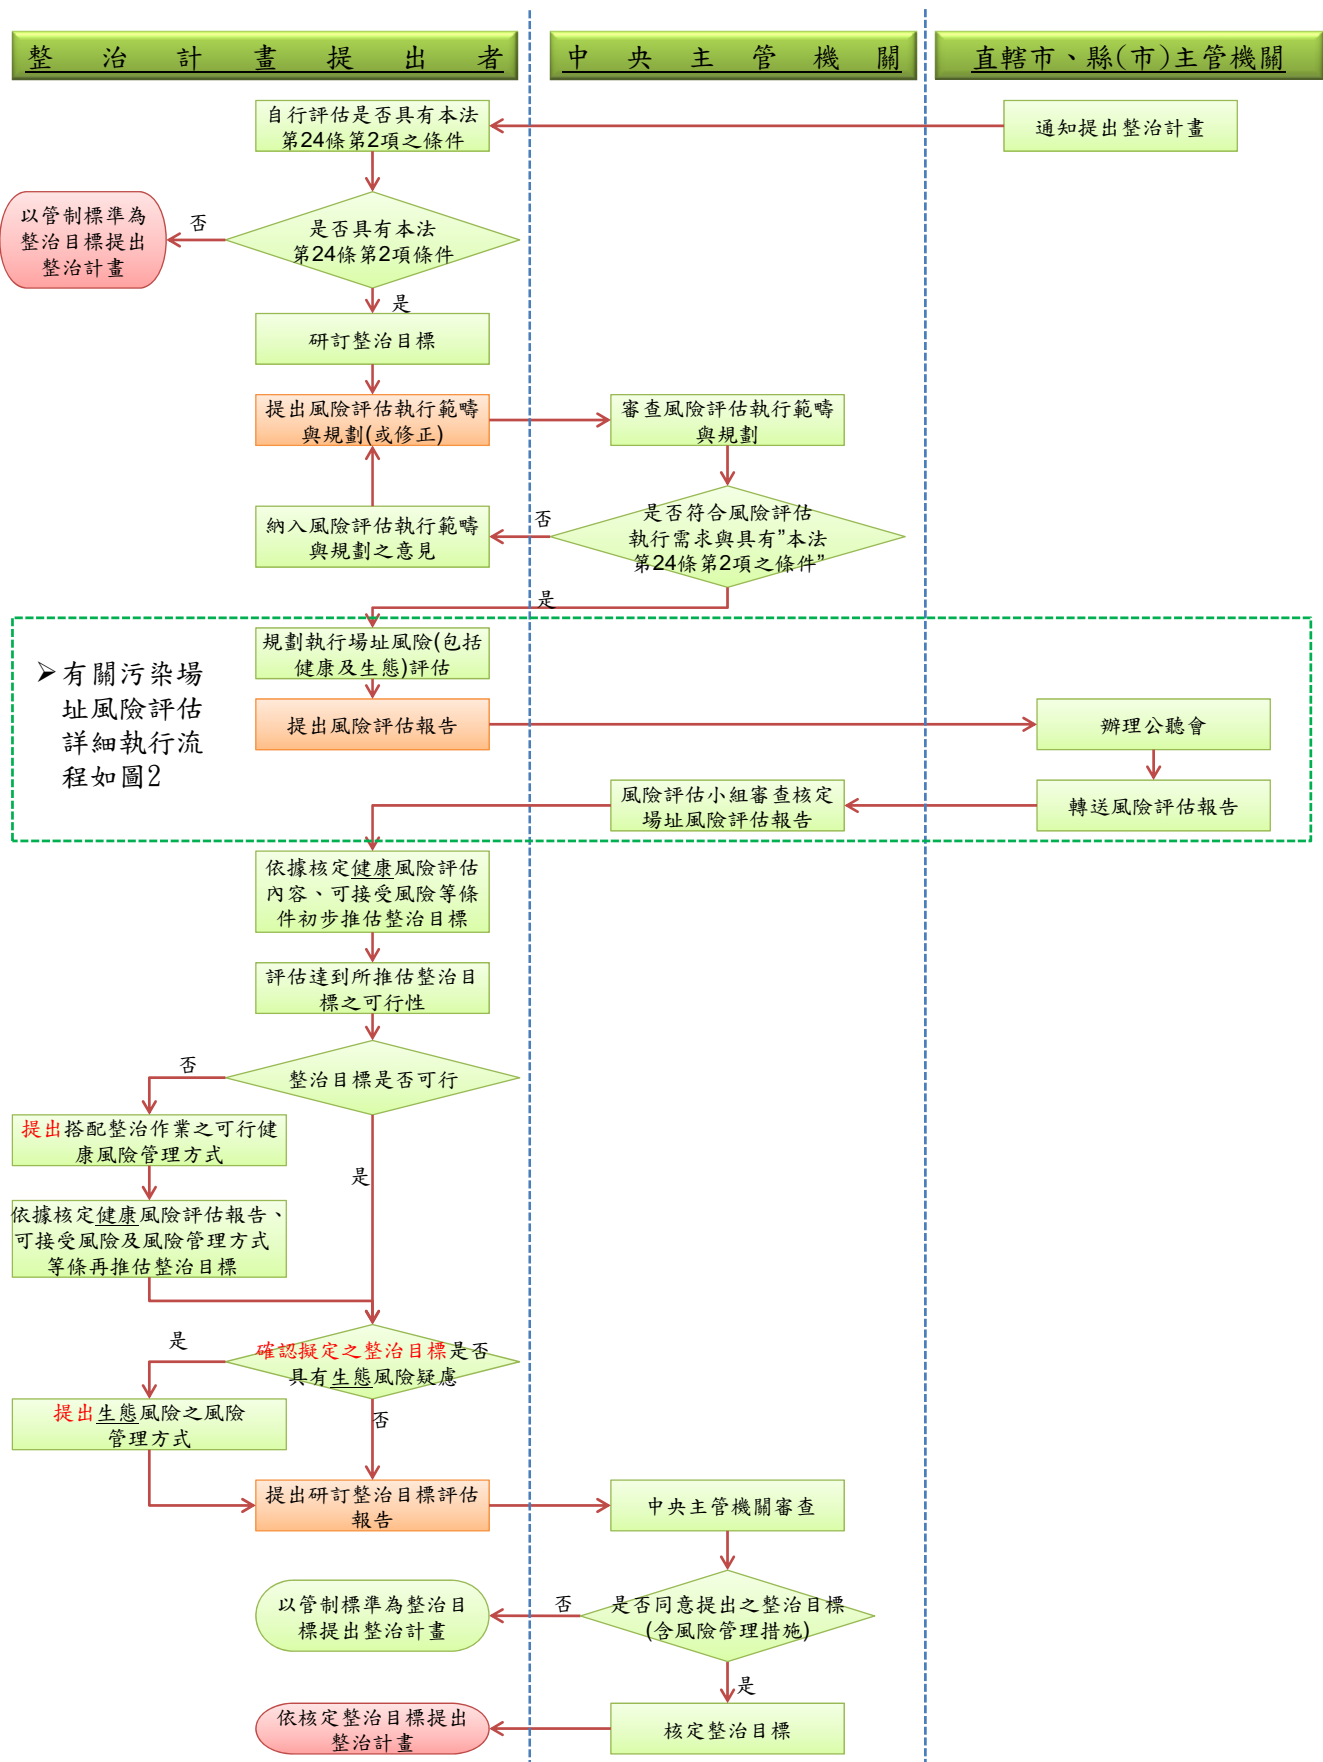 整治計畫提出者
中央主管機關
直轄市、縣(市)主管機關
自行評估是否具有本法
第24條第2項之條件
通知提出整治計畫
以管制標準為
整治目標提出
整治計畫
否
是否具有本法
第24條第2項條件
是
研訂整治目標
提出風險評估執行範疇
與規劃(或修正)
審查風險評估執行範疇
與規劃
納入風險評估執行範疇
與規劃之意見
否
是否符合風險評估
執行需求與具有”本法
第24條第2項之條件”
是
規劃執行場址風險(包括
健康及生態)評估
➢有關污染場
址風險評估
詳細執行流
程如圖2
提出風險評估報告
辦理公聽會
風險評估小組審查核定
場址風險評估報告
轉送風險評估報告
依據核定健康風險評估
內容、可接受風險等條
件初步推估整治目標
評估達到所推估整治目
標之可行性
否
整治目標是否可行
提出搭配整治作業之可行健
康風險管理方式
是
依據核定健康風險評估報告、
可接受風險及風險管理方式
等條再推估整治目標
是
確認擬定之整治目標是否
具有生態風險疑慮
提出生態風險之風險
管理方式
否
提出研訂整治目標評估
報告
中央主管機關審查
以管制標準為整治目
標提出整治計畫
否
是否同意提出之整治目標
(含風險管理措施)
是
依核定整治目標提出
整治計畫
核定整治目標